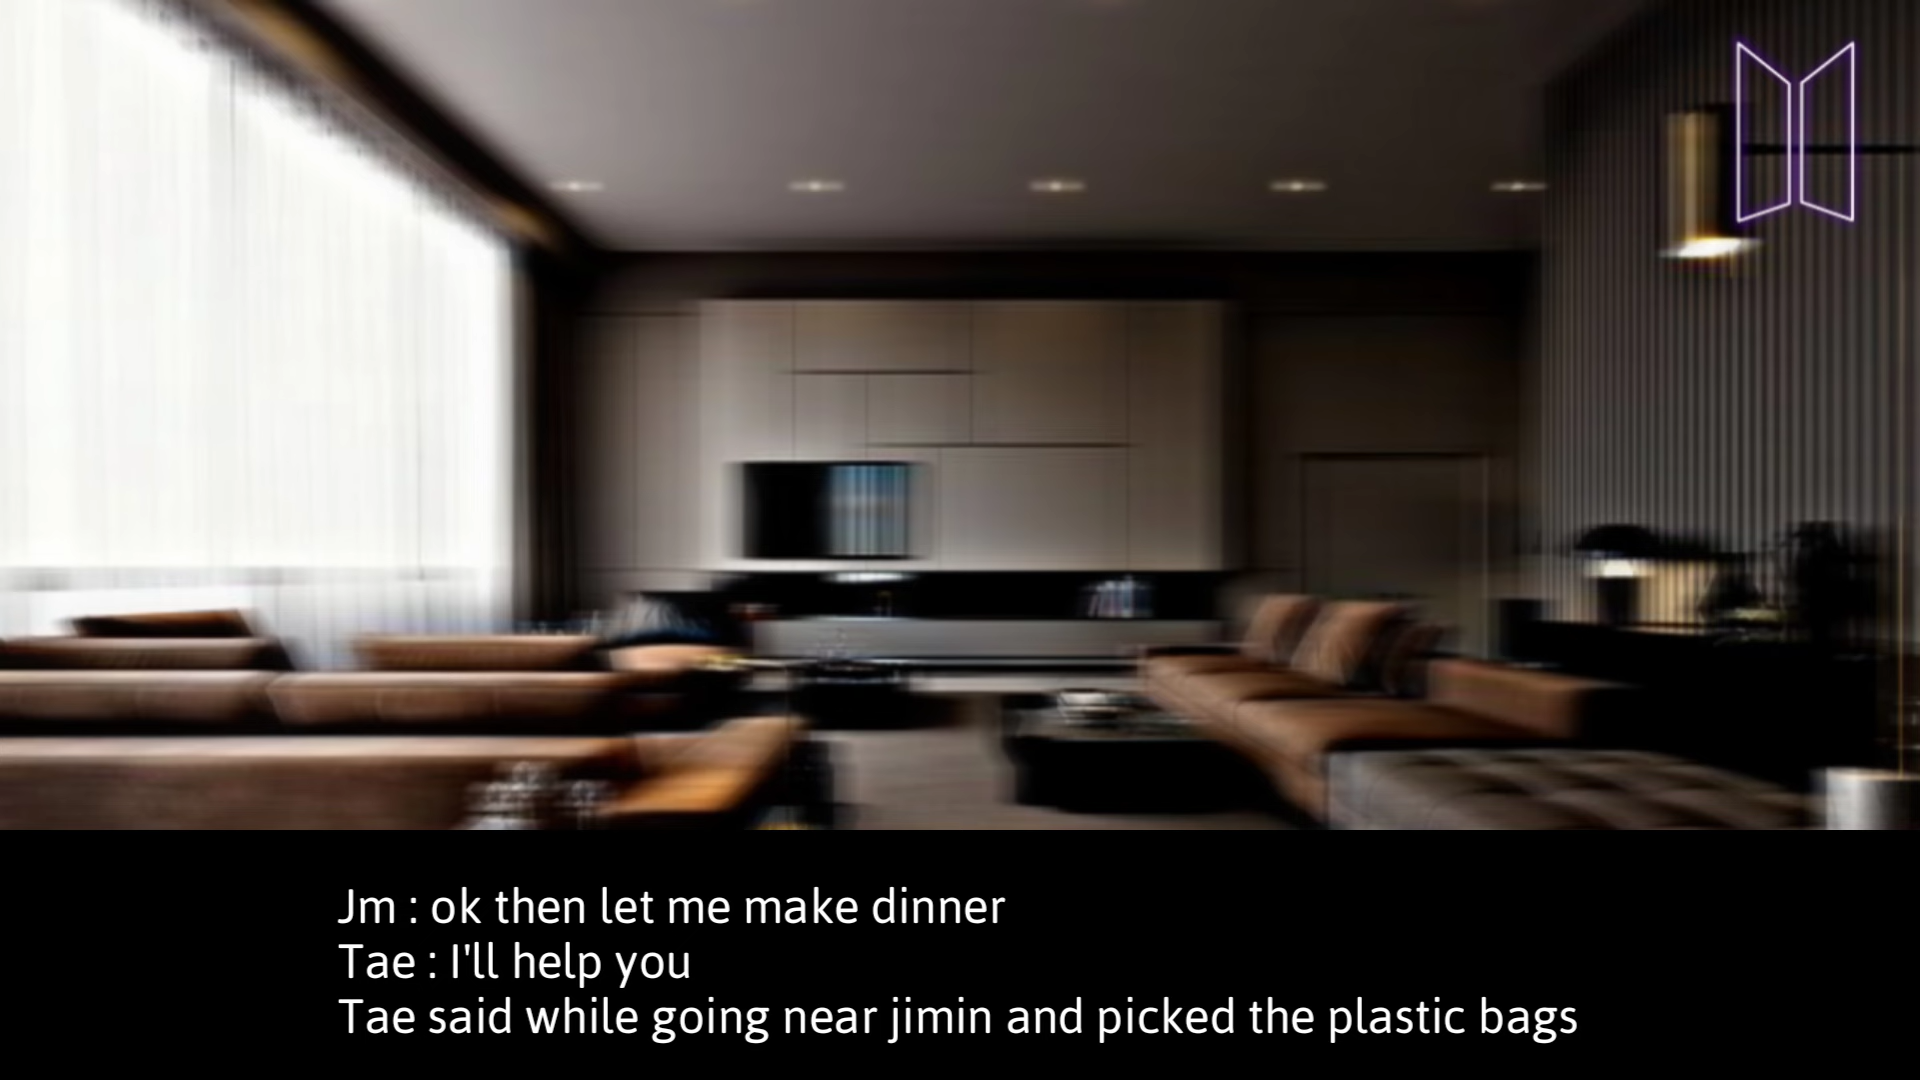 Jm : ok then let me make dinner
Tae : I'll help you
Tae said while going near jimin and picked the plastic bags